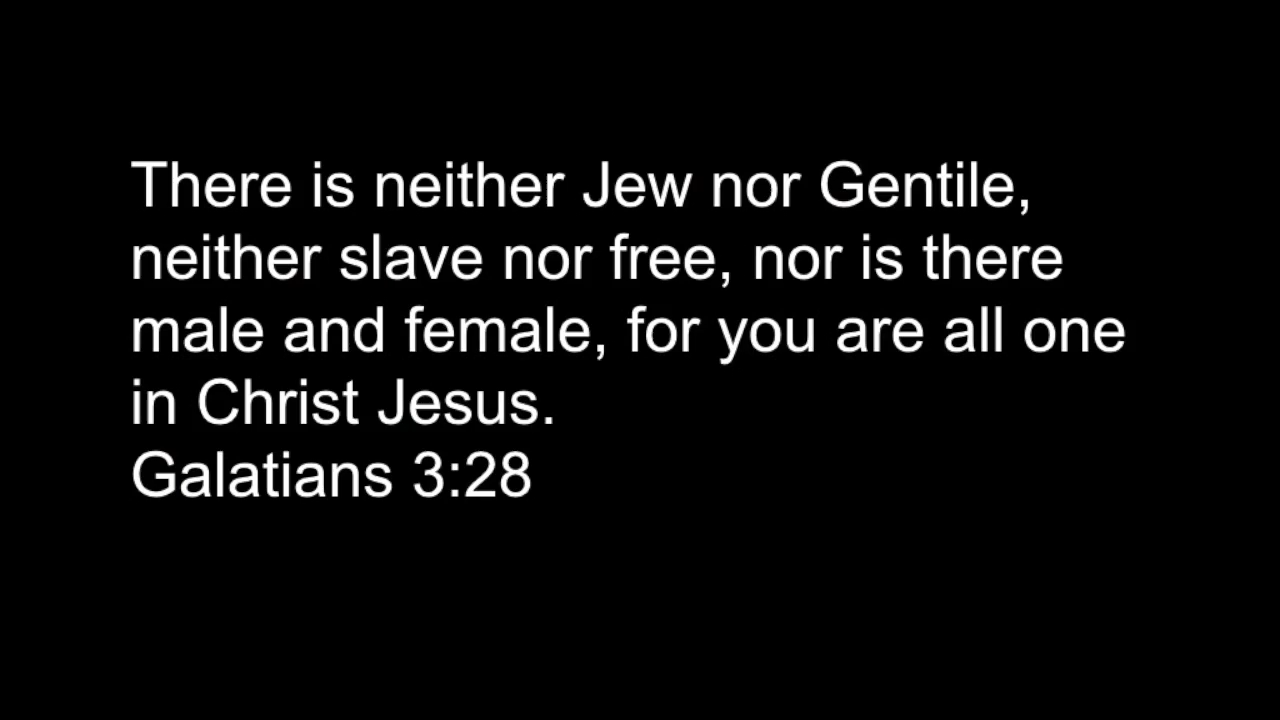 There is neither Jew nor Gentile,
neither slave nor free, nor is there
male and female, for you are all one
in Christ Jesus.
Galatians 3:28